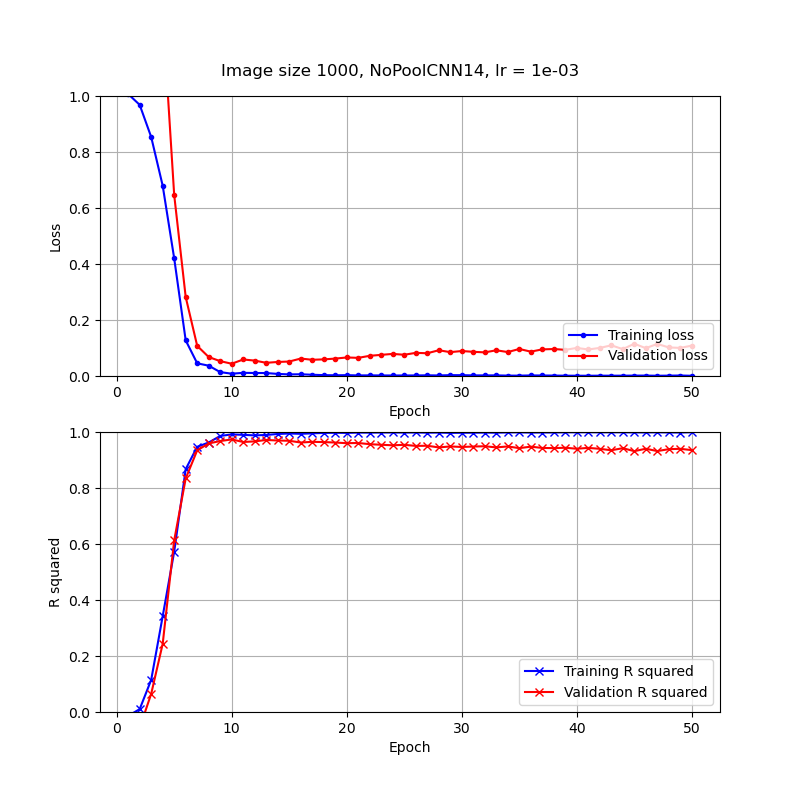 Image size 1000, NoPoolCNN14, lr = 1e-03
1.0
0.8
0.6
0.4
0.2
0.0
Loss
Training loss
Validation loss
0 10 20 30 40 50
Epoch
1.0
0.8
0.6
0.4
0.2
0.0
R squared
Training R squared
Validation R squared
0 10 20 30 40 50
Epoch